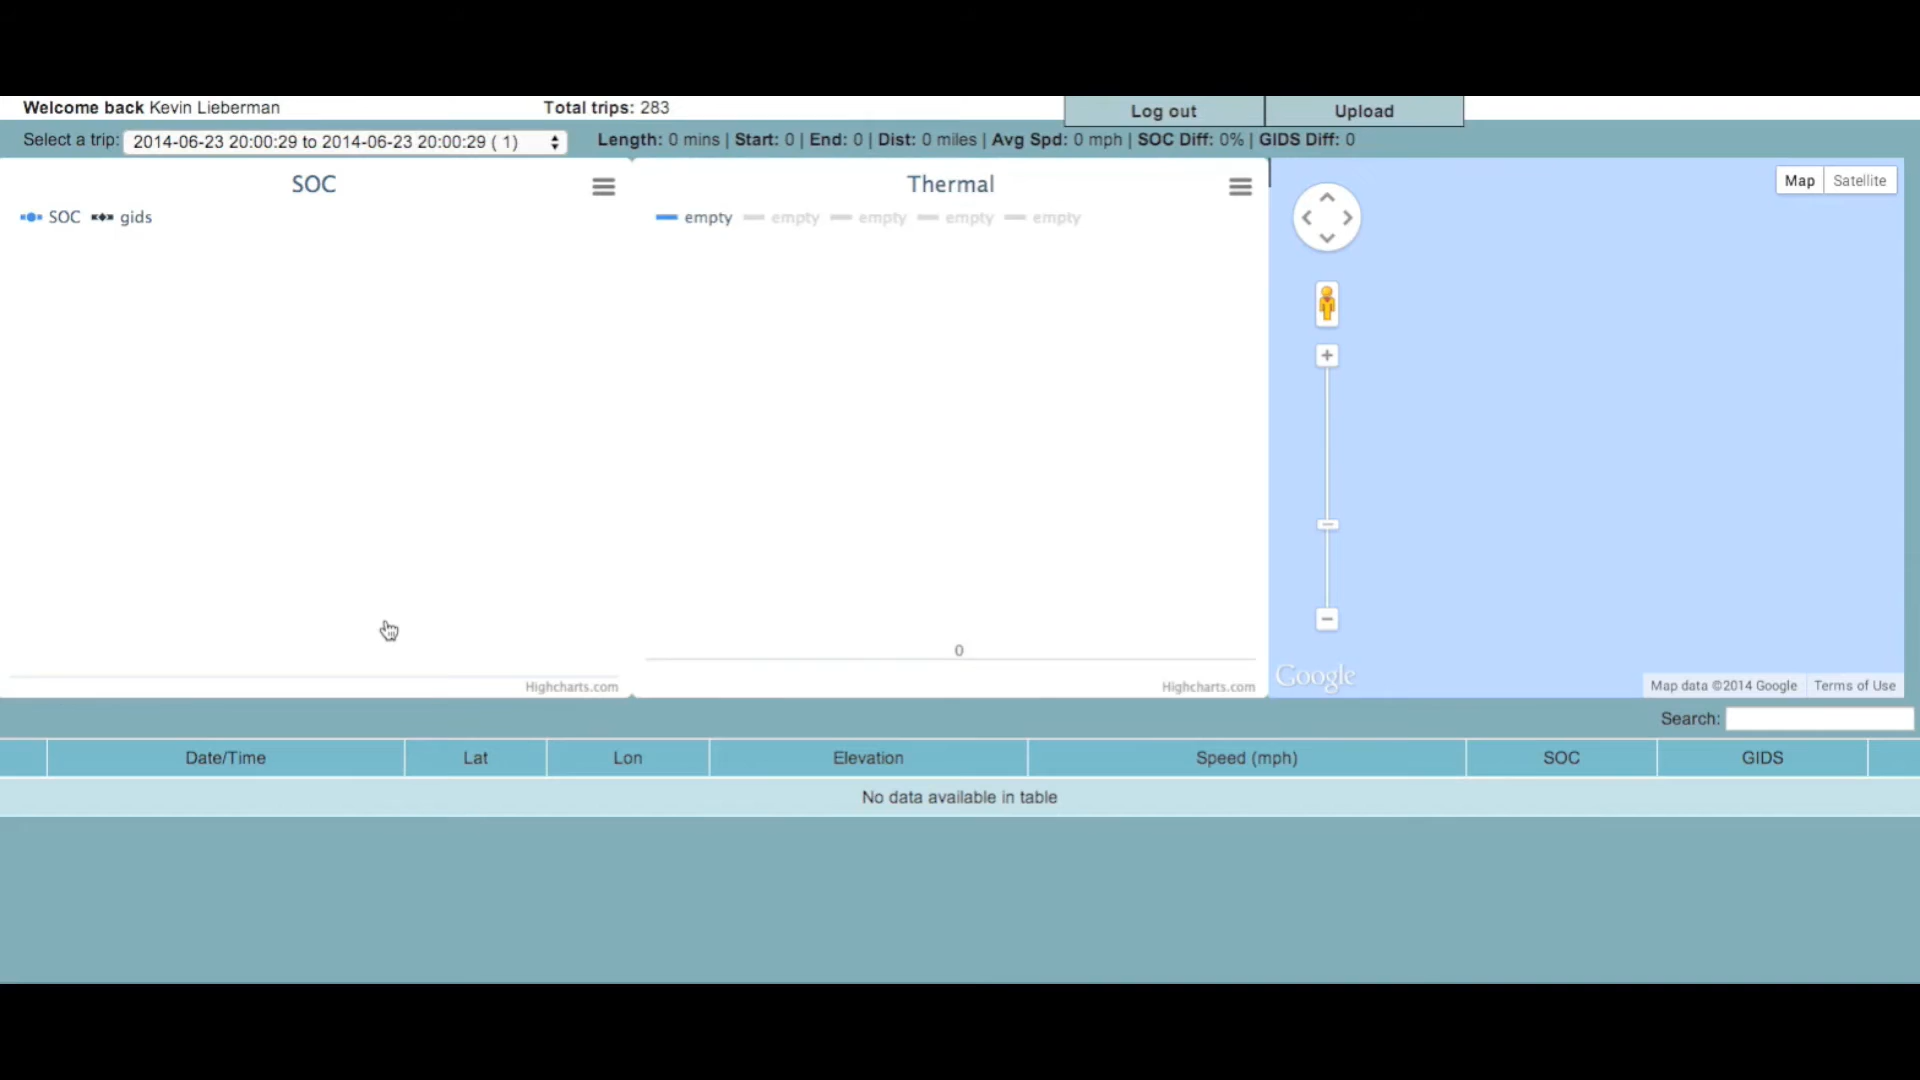 Welcome back Kevin Lieberman Total trips: 283 Log out Upload
Select a trip: 2014-06-23 20:00:29 to 2014-06-23 20:00:29 ( 1) Length: 0 mins | Start: 0 | End: 0 | Dist: 0 miles | Avg Spd: 0 mph | SOC Diff: 0% | GIDS Diff: 0
SOC
SOC gids
Thermal
empty empty empty empty empty
0
Highcharts.com
Highcharts.com
Map Satellite
Google
Map data ©2014 Google Terms of Use
Search:
Date/Time Lat Lon Elevation Speed (mph) SOC GIDS
No data available in table